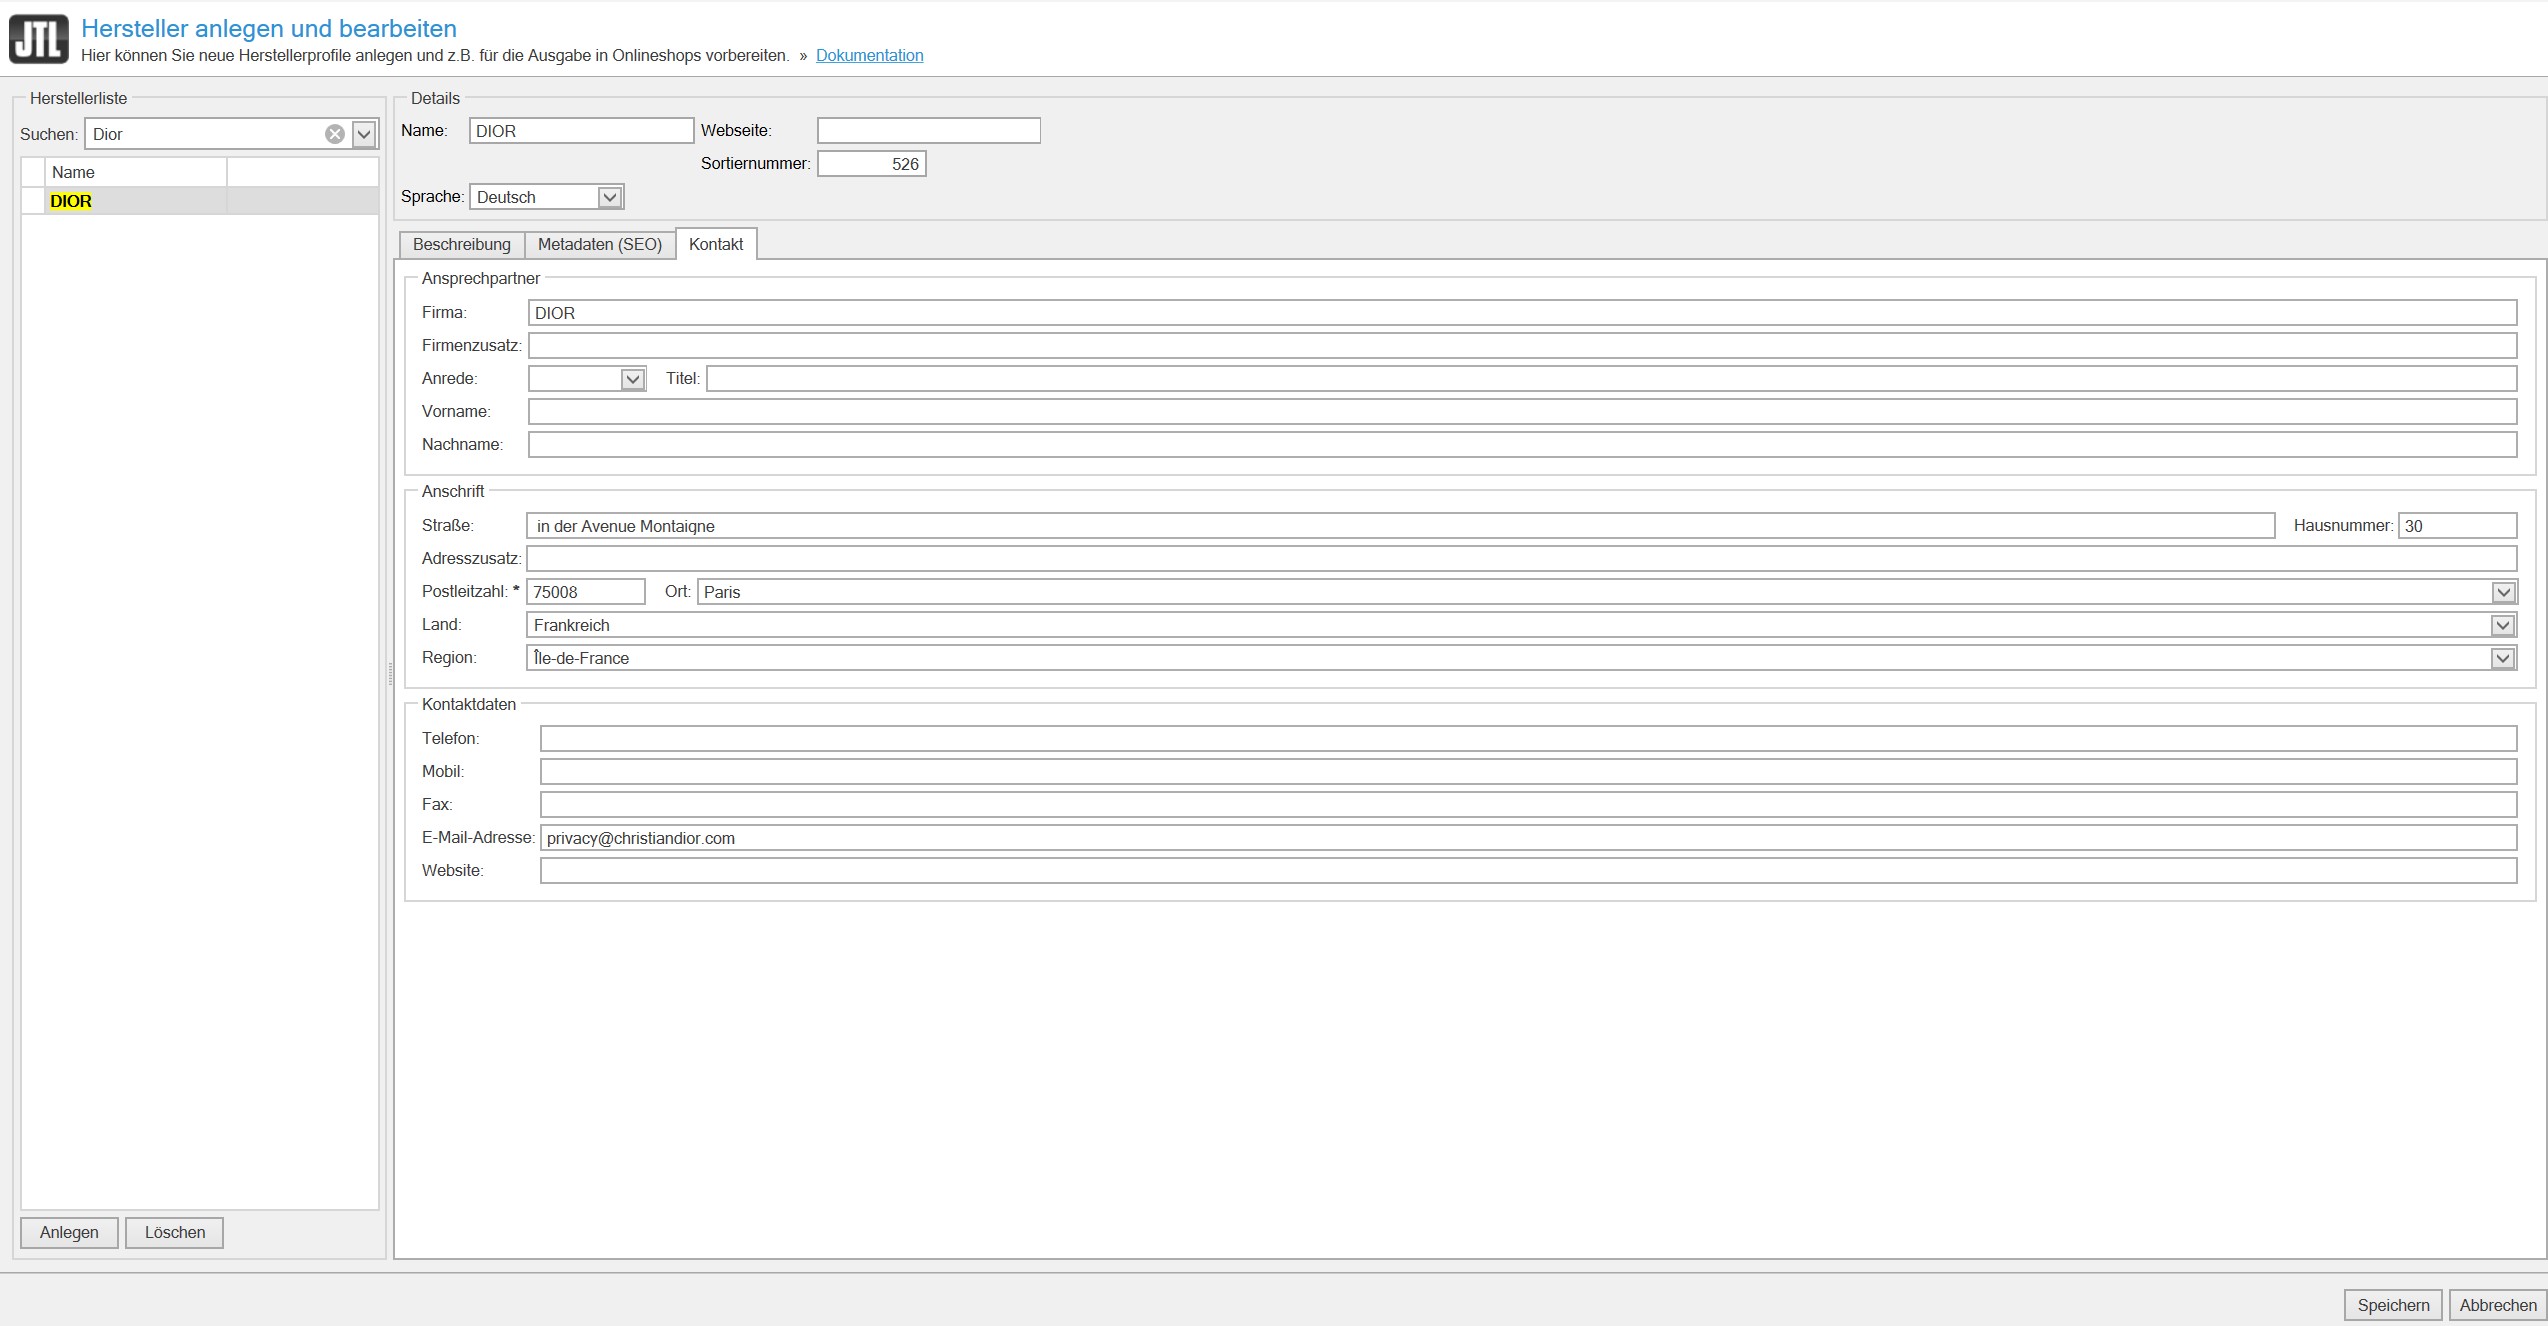 JTL
Hersteller anlegen und bearbeiten
Hier können Sie neue Herstellerprofile anlegen und z.B. für die Ausgabe in Onlineshops vorbereiten. » Dokumentation
Herstellerliste
Suchen: Dior
Name
DIOR
Anlegen Löschen
Details
Name: DIOR Webseite:
Sortiernummer: 526
Sprache: Deutsch
Beschreibung Metadaten (SEO) Kontakt
Ansprechpartner
Firma: DIOR
Firmenzusatz:
Anrede: Titel:
Vorname:
Nachname:
Anschrift
Straße: in der Avenue Montaigne Hausnummer: 30
Adresszusatz:
Postleitzahl: * 75008 Ort: Paris
Land: Frankreich
Region: Île-de-France
Kontaktdaten
Telefon:
Mobil:
Fax:
E-Mail-Adresse: privacy@christiandior.com
Website:
Speichern Abbrechen